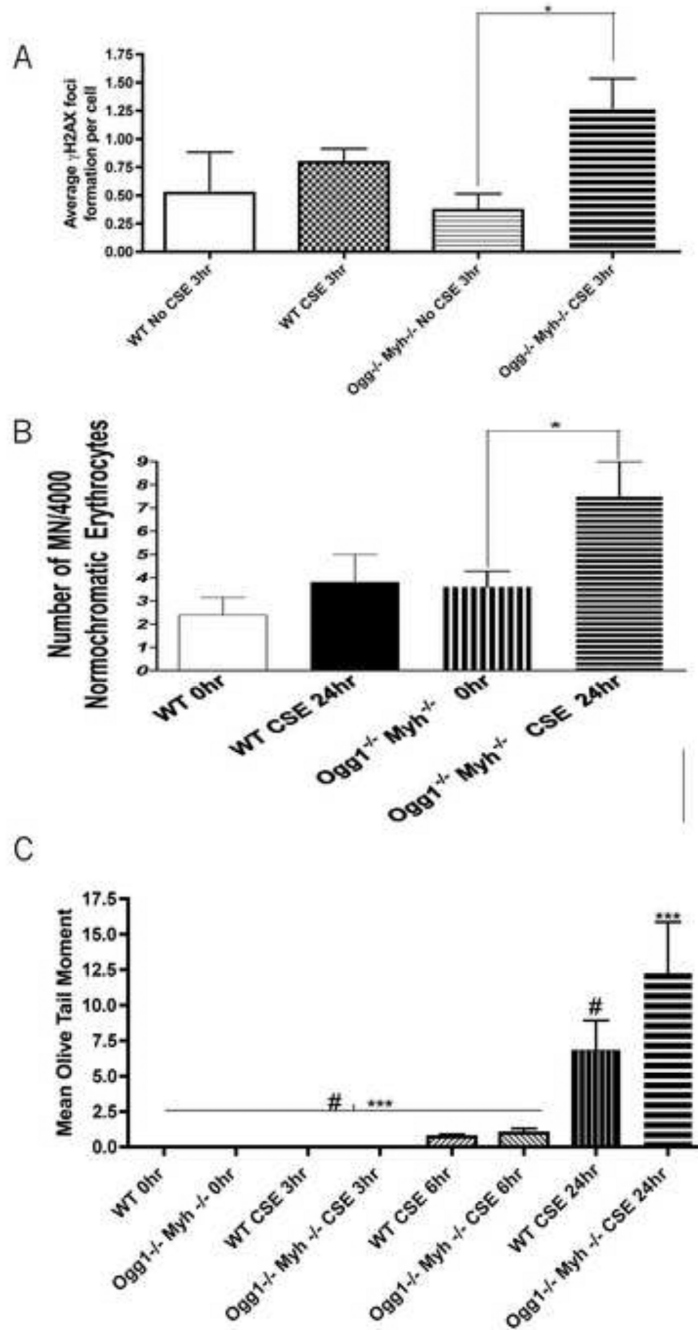 A
*
Average γH2AX foci
formation per cell
1.75
1.50
1.25
1.00
0.75
0.50
0.25
0.00
WT No CSE 3hr
WT CSE 3hr
Ogg-/- Myh-/- No CSE 3hr
Ogg-/- Myh-/- CSE 3hr
B
*
Number of MN/4000
Normochromatic Erythrocytes
9
8
7
6
5
4
3
2
1
0
WT 0hr
WT CSE 24hr
Ogg1-/- Myh-/- 0hr
Ogg1-/- Myh-/- CSE 24hr
C
Mean Olive Tail Moment
17.5
15.0
12.5
10.0
7.5
5.0
2.5
0.0
# ***
#
***
WT 0hr
Ogg1-/- Myh -/- 0hr
WT CSE 3hr
Ogg1-/- Myh -/- CSE 3hr
WT CSE 6hr
Ogg1-/- Myh -/- CSE 6hr
WT CSE 24hr
Ogg1-/- Myh -/- CSE 24hr